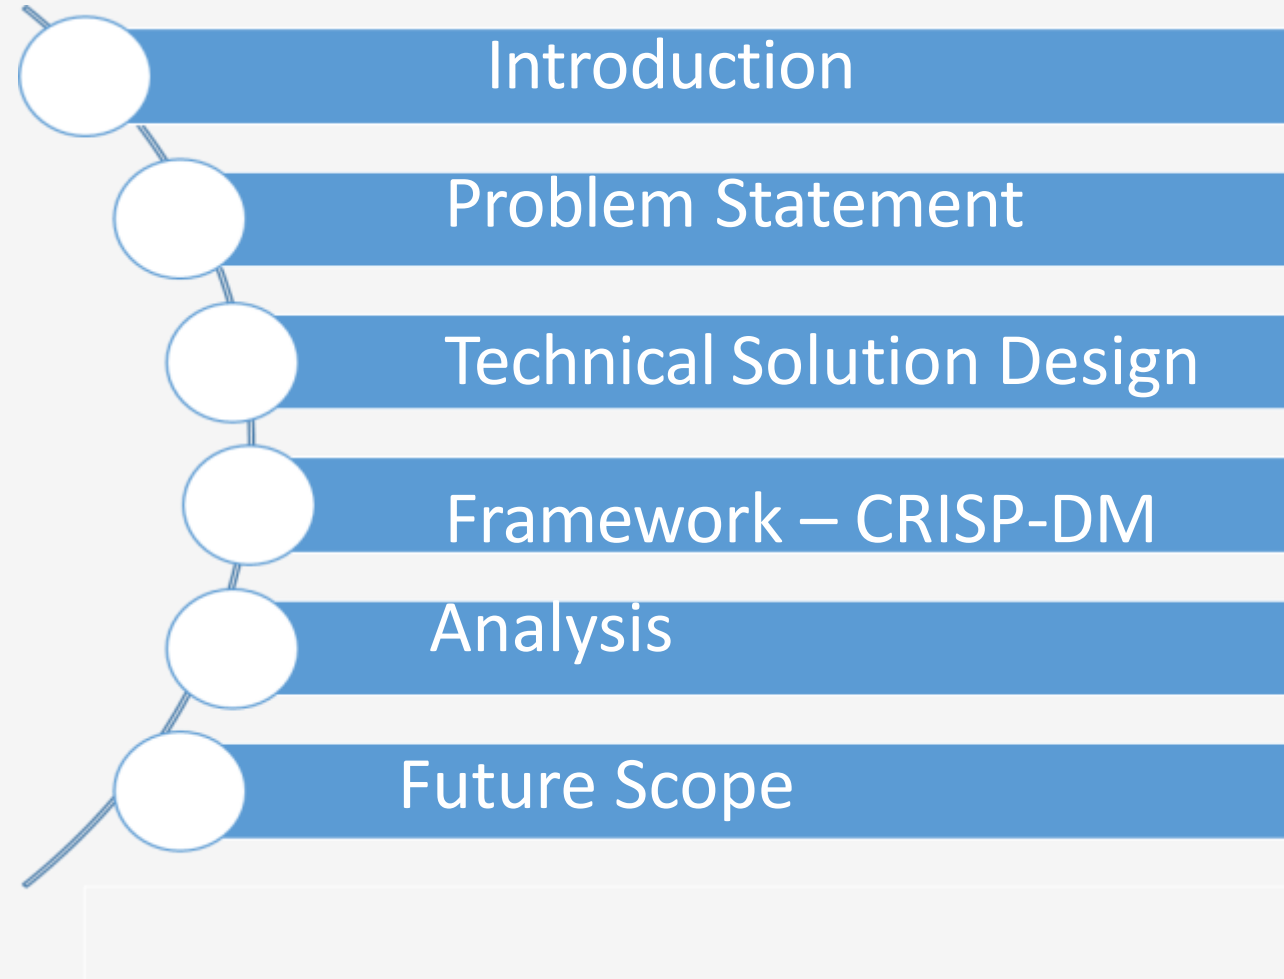 Introduction
Problem Statement
Technical Solution Design
Framework – CRISP-DM
Analysis
Future Scope